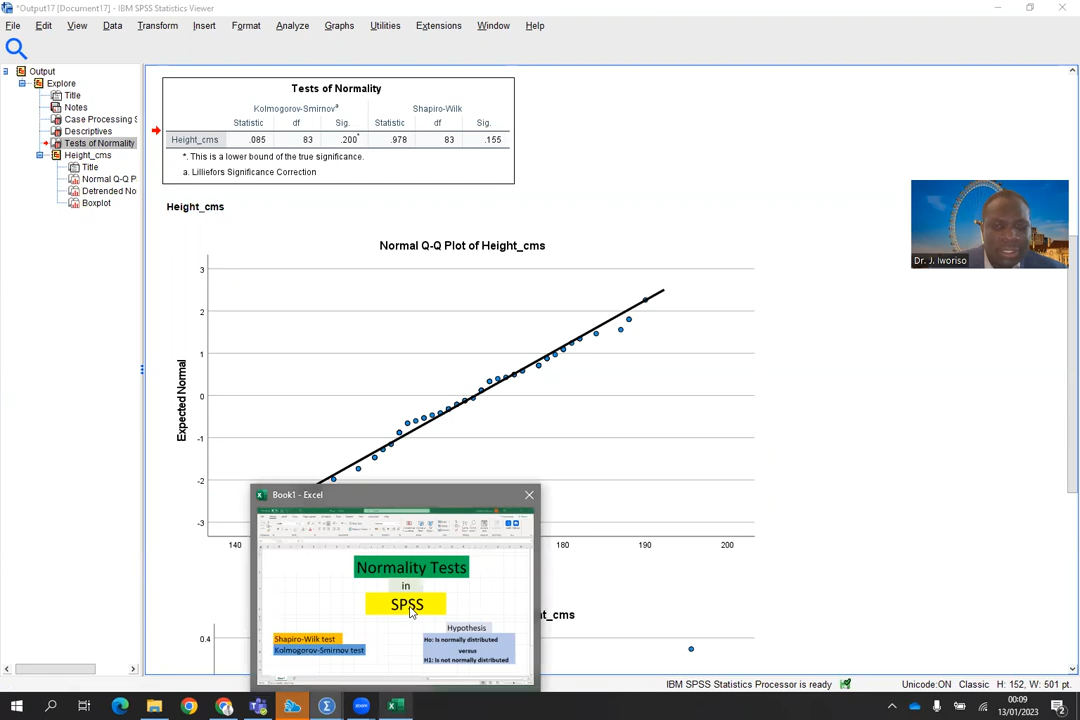 *Output17 [Document17] - IBM SPSS Statistics Viewer
File Edit View Data Transform Insert Format Analyze Graphs Utilities Extensions Window Help
Output
Explore
Title
Notes
Case Processing S
Descriptives
Tests of Normality
Height_cms
Title
Normal Q-Q P
Detrended No
Boxplot
Tests of Normality
Kolmogorov-Smirnovª Shapiro-Wilk
Statistic df Sig. Statistic df Sig.
Height_cms .085 83 .200* .978 83 .155
*. This is a lower bound of the true significance.
a. Lilliefors Significance Correction
Height_cms
Normal Q-Q Plot of Height_cms
Expected Normal
3
2
1
0
-1
-2
-3
140 180 190 200
_cms
0.4
Dr. J. Iworiso
Book1 - Excel
Normality Tests
in
SPSS
Shapiro-Wilk test
Kolmogorov-Smirnov test
Hypothesis
Ho: Is normally distributed
versus
H1: Is not normally distributed
IBM SPSS Statistics Processor is ready Unicode:ON Classic H: 152, W: 501 pt.
00:09
13/01/2023
2